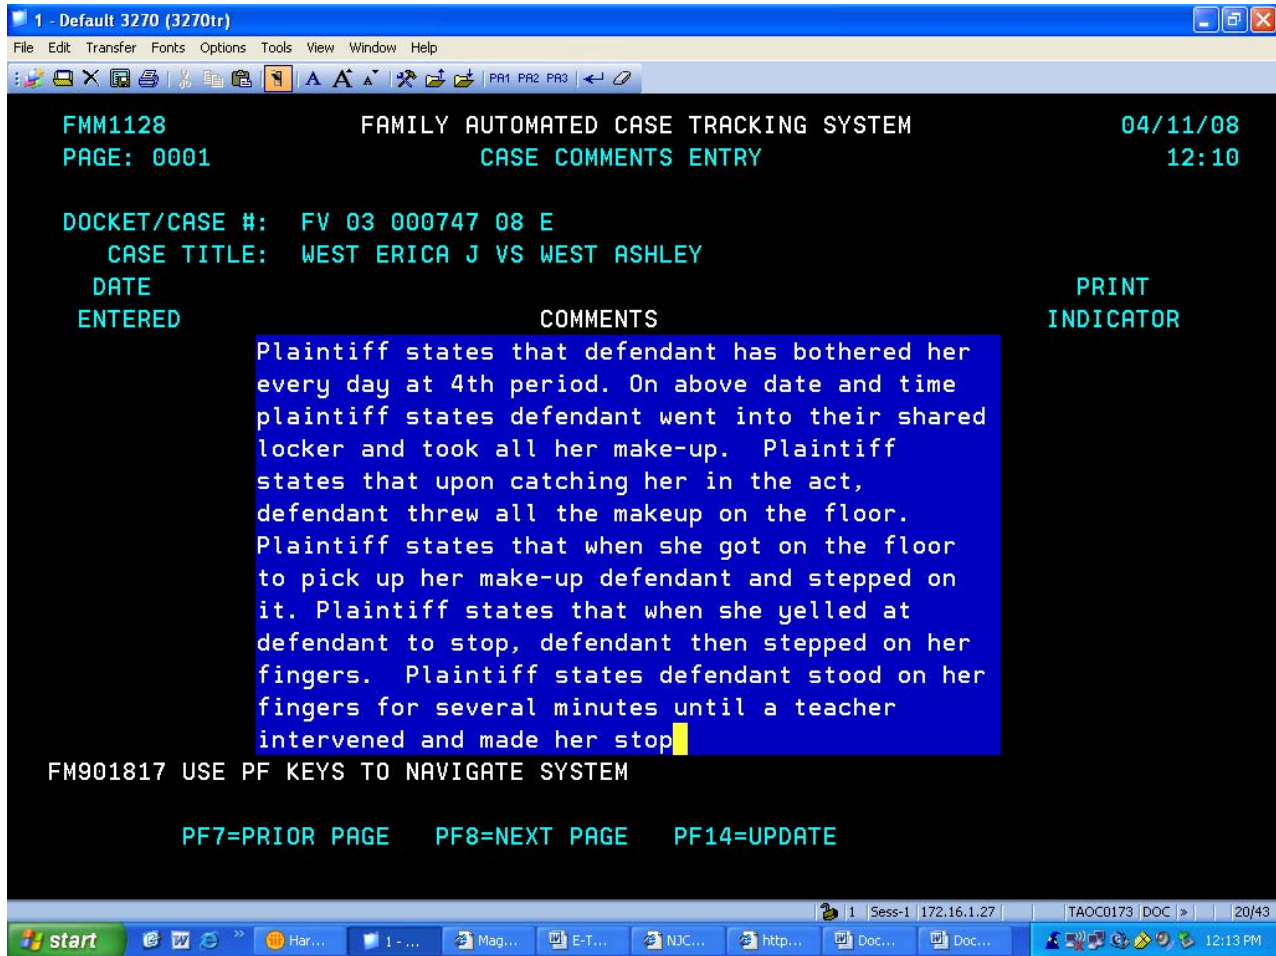 1 - Default 3270 (3270tr)
File Edit Transfer Fonts Options Tools View Window Help
PA1 PA2 PA3
FMM1128 FAMILY AUTOMATED CASE TRACKING SYSTEM 04/11/08
PAGE: 0001 CASE COMMENTS ENTRY 12:10
DOCKET/CASE #: FV 03 000747 08 E
CASE TITLE: WEST ERICA J VS WEST ASHLEY
DATE PRINT
ENTERED COMMENTS INDICATOR
Plaintiff states that defendant has bothered her
every day at 4th period. On above date and time
plaintiff states defendant went into their shared
locker and took all her make-up. Plaintiff
states that upon catching her in the act,
defendant threw all the makeup on the floor.
Plaintiff states that when she got on the floor
to pick up her make-up defendant and stepped on
it. Plaintiff states that when she yelled at
defendant to stop, defendant then stepped on her
fingers. Plaintiff states defendant stood on her
fingers for several minutes until a teacher
intervened and made her stop
FM901817 USE PF KEYS TO NAVIGATE SYSTEM
PF7=PRIOR PAGE PF8=NEXT PAGE PF14=UPDATE
1 Sess-1 172.16.1.27 TAOC0173 DOC » 20/43
start » Har... 1 - ... Mag... E-T... NJC... http... Doc... Doc... 12:13 PM